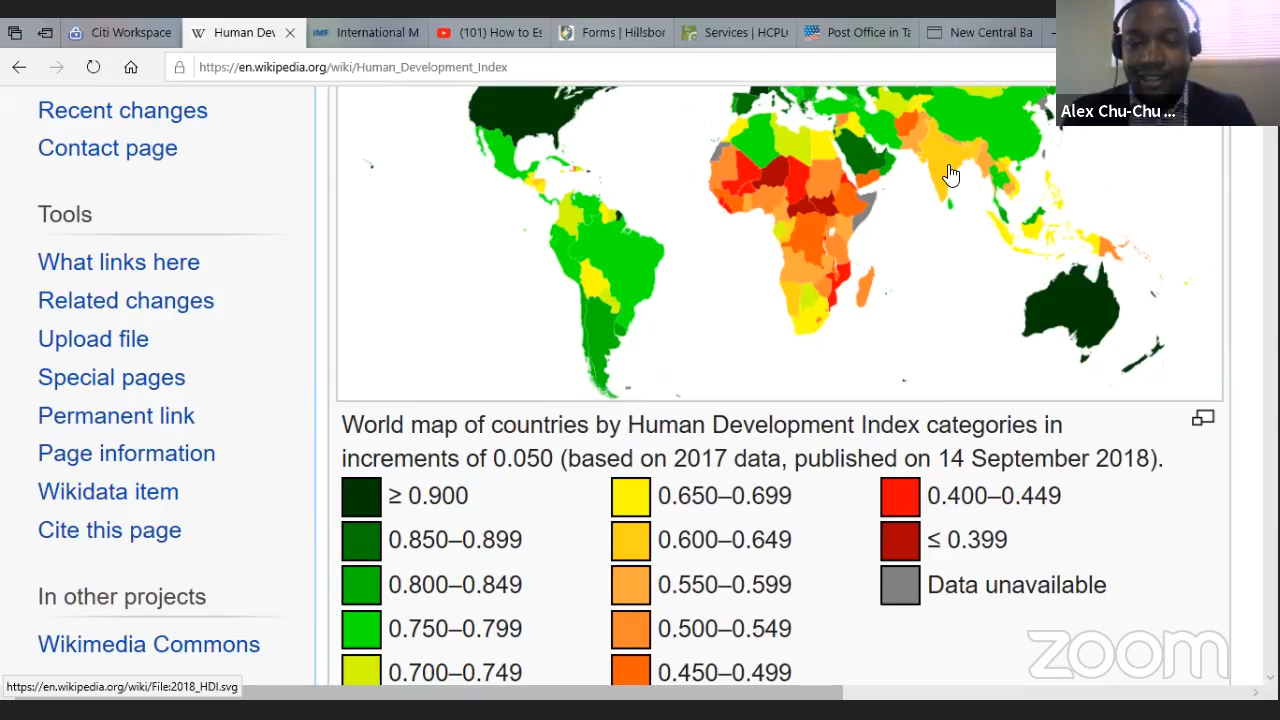 Citi Workspace
Human Dev
IMF International M
(101) How to Es
Forms | Hillsbor
Services | HCPL
Post Office in Ta
New Central Ba
https://en.wikipedia.org/wiki/Human_Development_Index
Alex Chu-Chu ...
Recent changes
Contact page
Tools
What links here
Related changes
Upload file
Special pages
Permanent link
Page information
Wikidata item
Cite this page
In other projects
Wikimedia Commons
World map of countries by Human Development Index categories in
increments of 0.050 (based on 2017 data, published on 14 September 2018).
≥ 0.900
0.850–0.899
0.800–0.849
0.750–0.799
0.700–0.749
0.650–0.699
0.600–0.649
0.550–0.599
0.500–0.549
0.450–0.499
0.400–0.449
≤ 0.399
Data unavailable
zoom
https://en.wikipedia.org/wiki/File:2018_HDI.svg